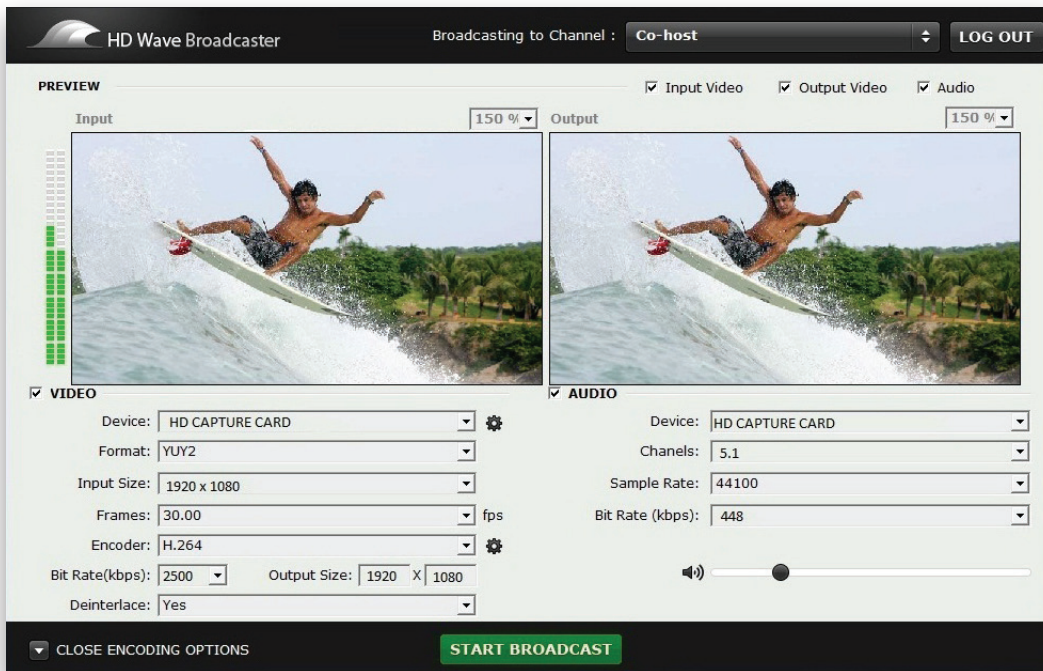 HD Wave Broadcaster
Broadcasting to Channel : Co-host LOG OUT
PREVIEW Input Video Output Video Audio
Input 150 % Output 150 %
VIDEO AUDIO
Device: HD CAPTURE CARD Device: HD CAPTURE CARD
Format: YUY2 Chanels: 5.1
Input Size: 1920 x 1080 Sample Rate: 44100
Frames: 30.00 fps Bit Rate (kbps): 448
Encoder: H.264
Bit Rate(kbps): 2500 Output Size: 1920 X 1080
Deinterlace: Yes
CLOSE ENCODING OPTIONS START BROADCAST